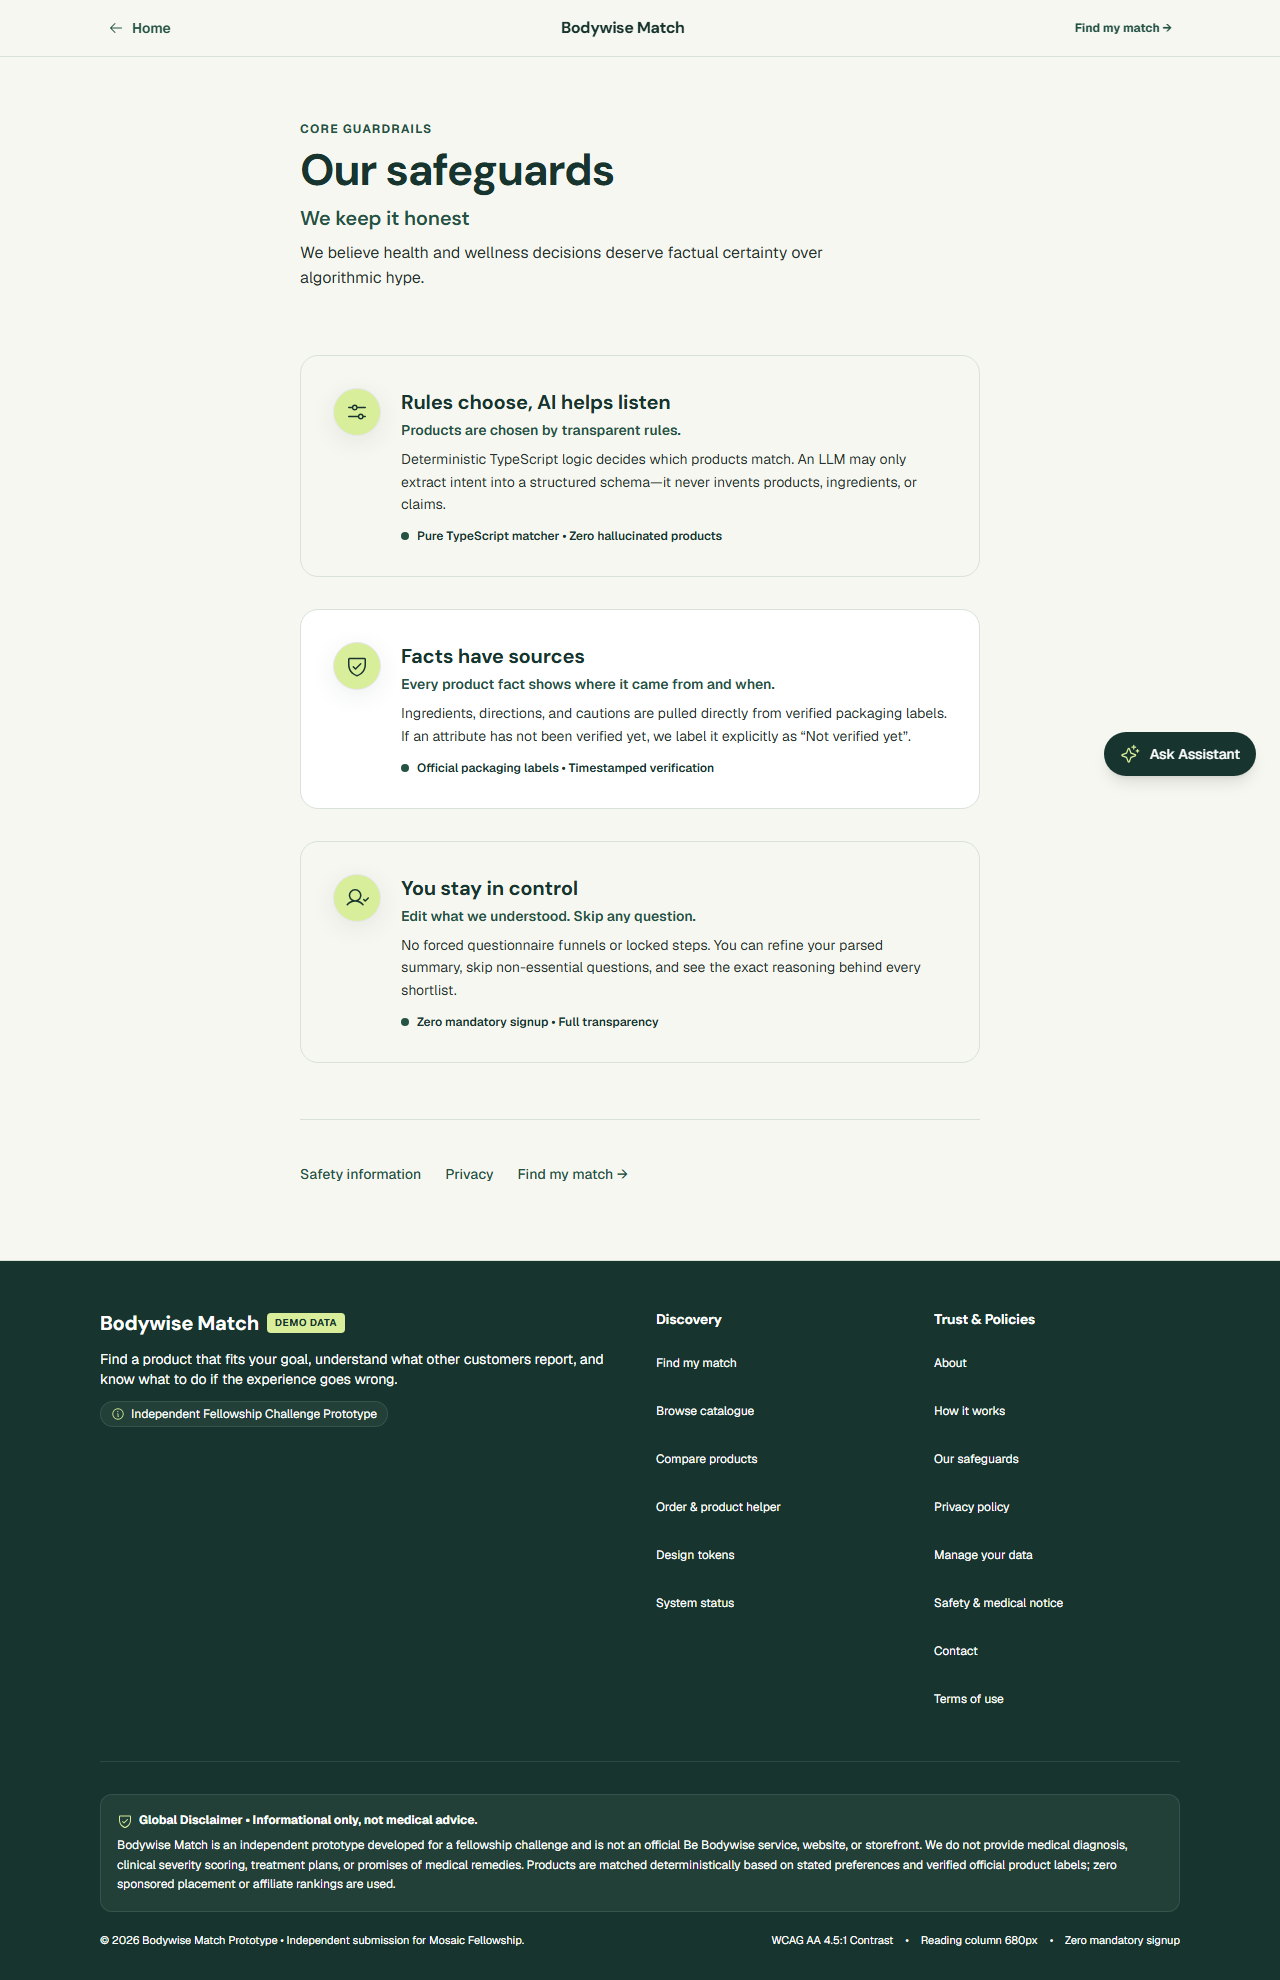 Home
Bodywise Match
Find my match →
CORE GUARDRAILS
Our safeguards
We keep it honest
We believe health and wellness decisions deserve factual certainty over
algorithmic hype.
Rules choose, AI helps listen
Products are chosen by transparent rules.
Deterministic TypeScript logic decides which products match. An LLM may only
extract intent into a structured schema—it never invents products, ingredients, or
claims.
Pure TypeScript matcher • Zero hallucinated products
Facts have sources
Every product fact shows where it came from and when.
Ingredients, directions, and cautions are pulled directly from verified packaging labels.
If an attribute has not been verified yet, we label it explicitly as “Not verified yet”.
Official packaging labels • Timestamped verification
Ask Assistant
You stay in control
Edit what we understood. Skip any question.
No forced questionnaire funnels or locked steps. You can refine your parsed
summary, skip non-essential questions, and see the exact reasoning behind every
shortlist.
Zero mandatory signup • Full transparency
Safety information Privacy Find my match →
Bodywise Match DEMO DATA
Find a product that fits your goal, understand what other customers report, and
know what to do if the experience goes wrong.
Independent Fellowship Challenge Prototype
Discovery
Find my match
Browse catalogue
Compare products
Order & product helper
Design tokens
System status
Trust & Policies
About
How it works
Our safeguards
Privacy policy
Manage your data
Safety & medical notice
Contact
Terms of use
Global Disclaimer • Informational only, not medical advice.
Bodywise Match is an independent prototype developed for a fellowship challenge and is not an official Be Bodywise service, website, or storefront. We do not provide medical diagnosis,
clinical severity scoring, treatment plans, or promises of medical remedies. Products are matched deterministically based on stated preferences and verified official product labels; zero
sponsored placement or affiliate rankings are used.
© 2026 Bodywise Match Prototype • Independent submission for Mosaic Fellowship.
WCAG AA 4.5:1 Contrast • Reading column 680px • Zero mandatory signup